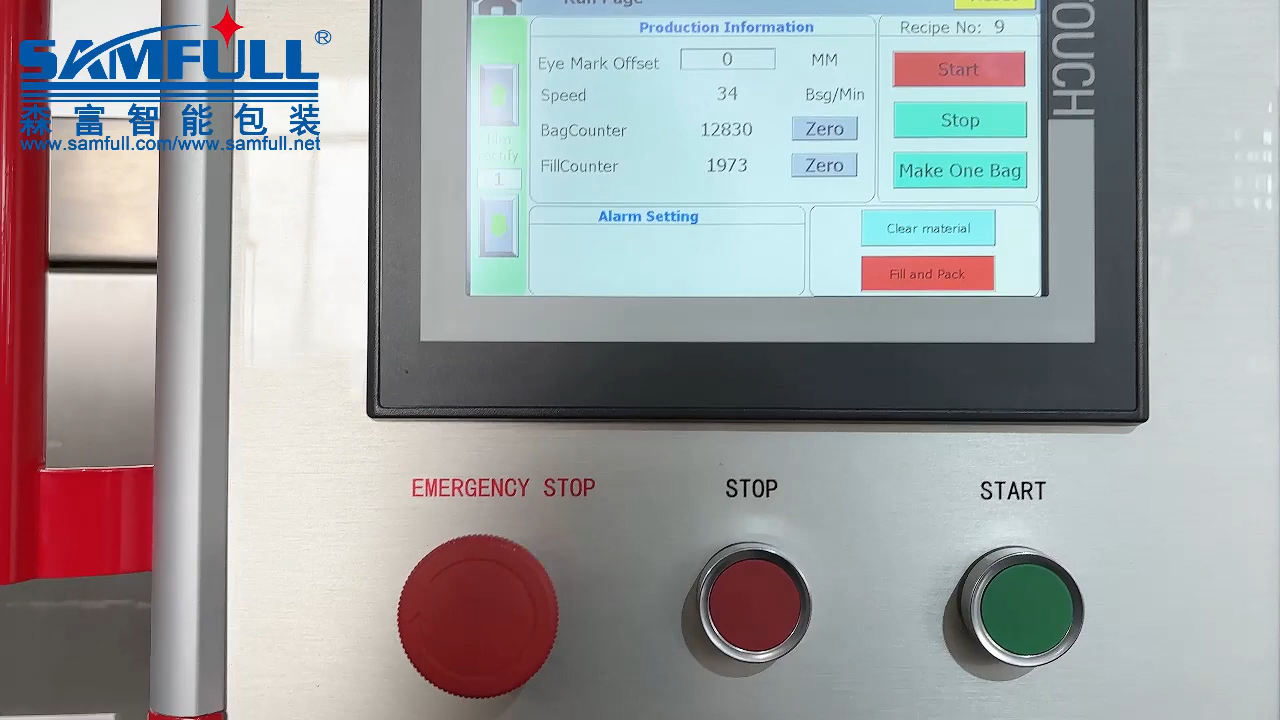 SAMFULL®
森富智能包装
www.samfull.com/www.samfull.net
Run Page
Production Information
Eye Mark Offset 0 MM
Speed 34 Bsg/Min
BagCounter 12830 Zero
FillCounter 1973 Zero
1
Alarm Setting
Recipe No: 9
Start
Stop
Make One Bag
Clear material
Fill and Pack
OUCH
EMERGENCY STOP
STOP
START